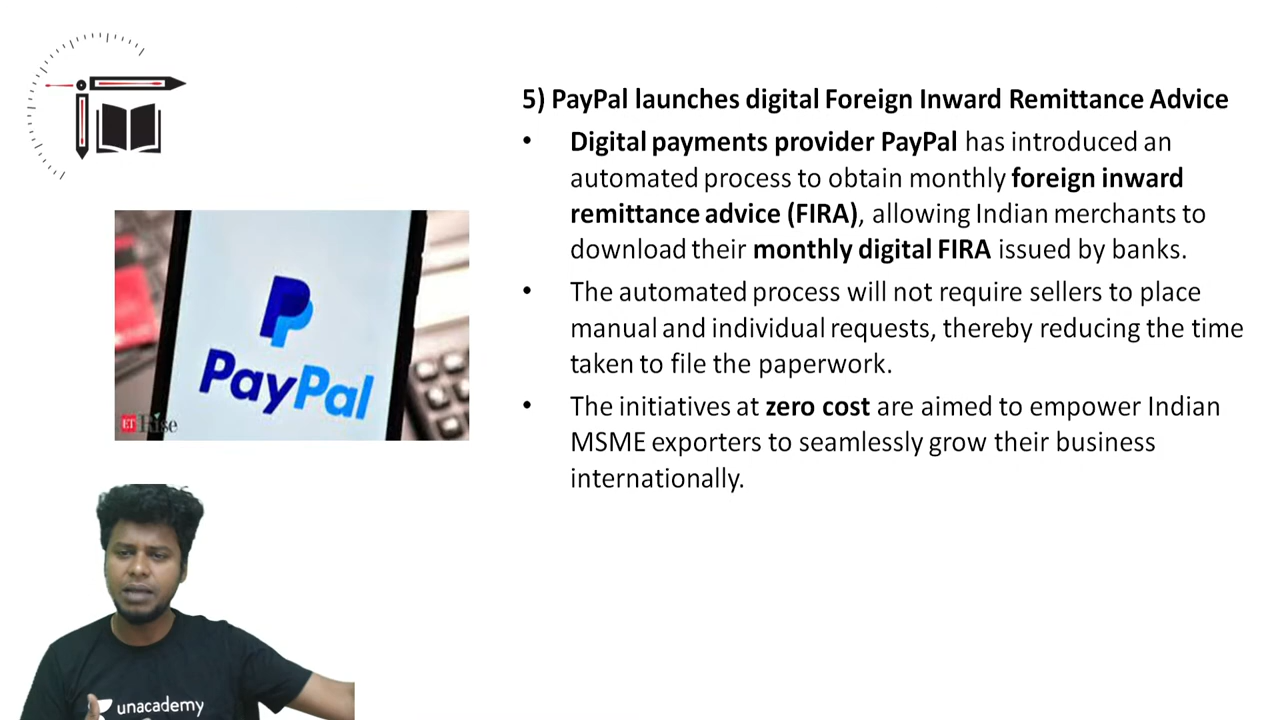 5) PayPal launches digital Foreign Inward Remittance Advice
• Digital payments provider PayPal has introduced an
automated process to obtain monthly foreign inward
remittance advice (FIRA), allowing Indian merchants to
download their monthly digital FIRA issued by banks.
• The automated process will not require sellers to place
manual and individual requests, thereby reducing the time
taken to file the paperwork.
• The initiatives at zero cost are aimed to empower Indian
MSME exporters to seamlessly grow their business
internationally.
PayPal
ET Rise
unacademy